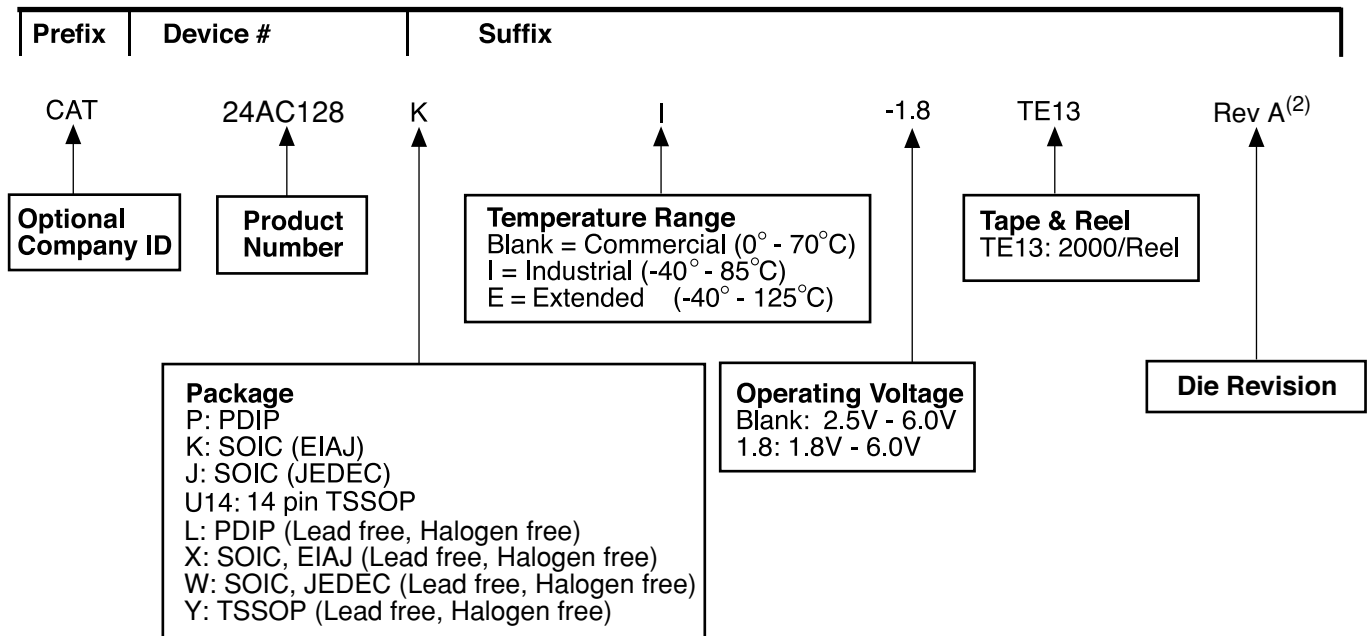 Prefix Device # Suffix
CAT 24AC128 K I -1.8 TE13 Rev A(2)
Optional
Company ID
Product
Number
Temperature Range
Blank = Commercial (0° - 70°C)
I = Industrial (-40° - 85°C)
E = Extended (-40° - 125°C)
Tape & Reel
TE13: 2000/Reel
Package
P: PDIP
K: SOIC (EIAJ)
J: SOIC (JEDEC)
U14: 14 pin TSSOP
L: PDIP (Lead free, Halogen free)
X: SOIC, EIAJ (Lead free, Halogen free)
W: SOIC, JEDEC (Lead free, Halogen free)
Y: TSSOP (Lead free, Halogen free)
Operating Voltage
Blank: 2.5V - 6.0V
1.8: 1.8V - 6.0V
Die Revision